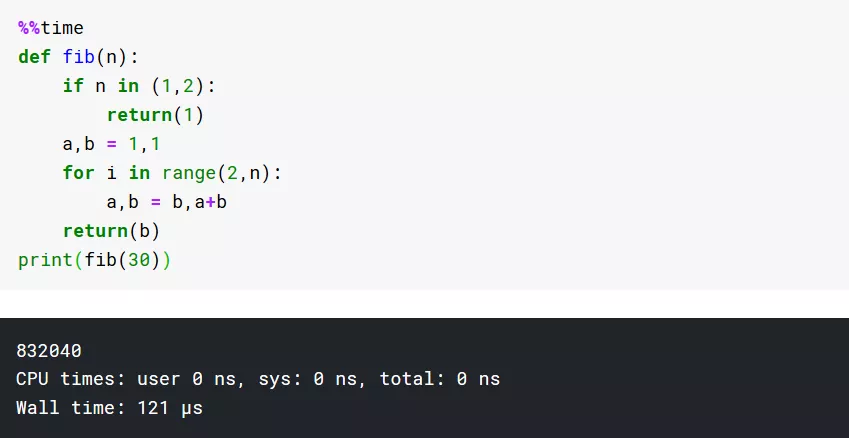 %%time
def fib(n):
    if n in (1,2):
        return(1)
    a,b = 1,1
    for i in range(2,n):
        a,b = b,a+b
    return(b)
print(fib(30))
832040
CPU times: user 0 ns, sys: 0 ns, total: 0 ns
Wall time: 121 µs